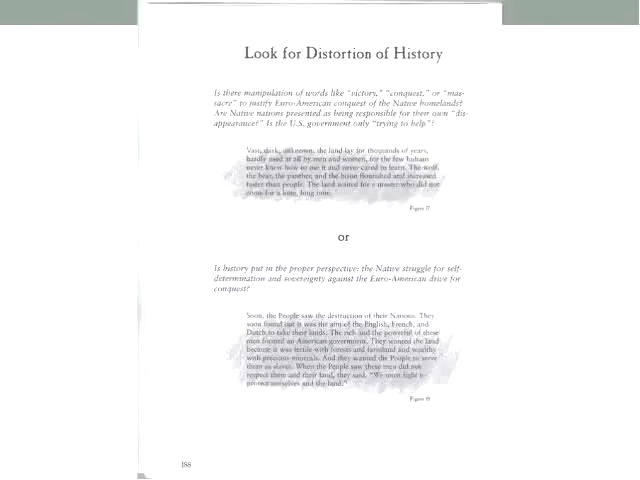 Look for Distortion of History
Is there manipulation of words like "victory," "conquest," or "mas-
sacre" to justify Euro-American conquest of the Native homelands?
Are Native nations presented as being responsible for their own "dis-
appearance?" Is the U.S. government only "trying to help"?
Vast, dark, unknown, the land lay for thousands of years,
hardly used at all by men and women, for the few Indians
never knew how to use it and never cared to learn. The wolf,
the bear, the panther, and the bison flourished and increased
faster than people. The land waited for a master who did not
come for a long, long time.
Figure 17
or
Is history put in the proper perspective: the Native struggle for self-
determination and sovereignty against the Euro-American drive for
conquest?
Soon, the People saw the destruction of their Nations. They
soon found out it was the aim of the English, French, and
Dutch to take their lands. The rich and the powerful of these
men formed an American government. They wanted the land
because it was fertile with forests and farmland and wealthy
with precious minerals. And they wanted the People to serve
them as slaves. When the People saw these men did not
respect them and their land, they said, "We must fight to
protect ourselves and the land."
Figure 18
188